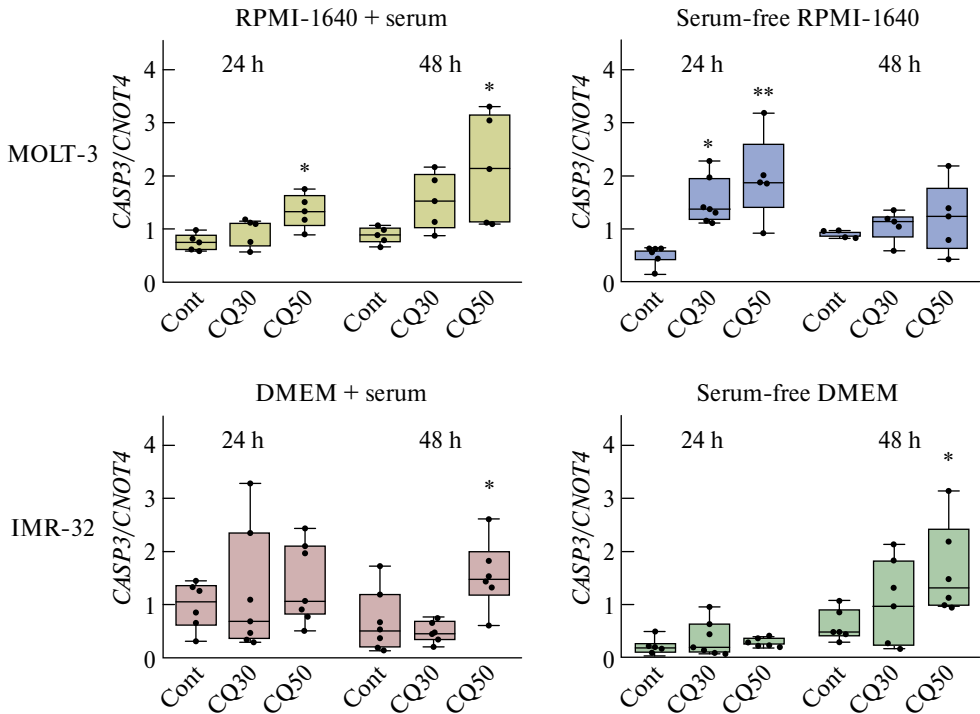 RPMI-1640 + serum
Serum-free RPMI-1640
MOLT-3
CASP3/CNOT4
4
3
2
1
0
24 h
48 h
*
*
Cont
CQ30
CQ50
Cont
CQ30
CQ50
CASP3/CNOT4
4
3
2
1
0
24 h
48 h
*
**
Cont
CQ30
CQ50
Cont
CQ30
CQ50
DMEM + serum
Serum-free DMEM
IMR-32
CASP3/CNOT4
4
3
2
1
0
24 h
48 h
*
Cont
CQ30
CQ50
Cont
CQ30
CQ50
CASP3/CNOT4
4
3
2
1
0
24 h
48 h
*
Cont
CQ30
CQ50
Cont
CQ30
CQ50